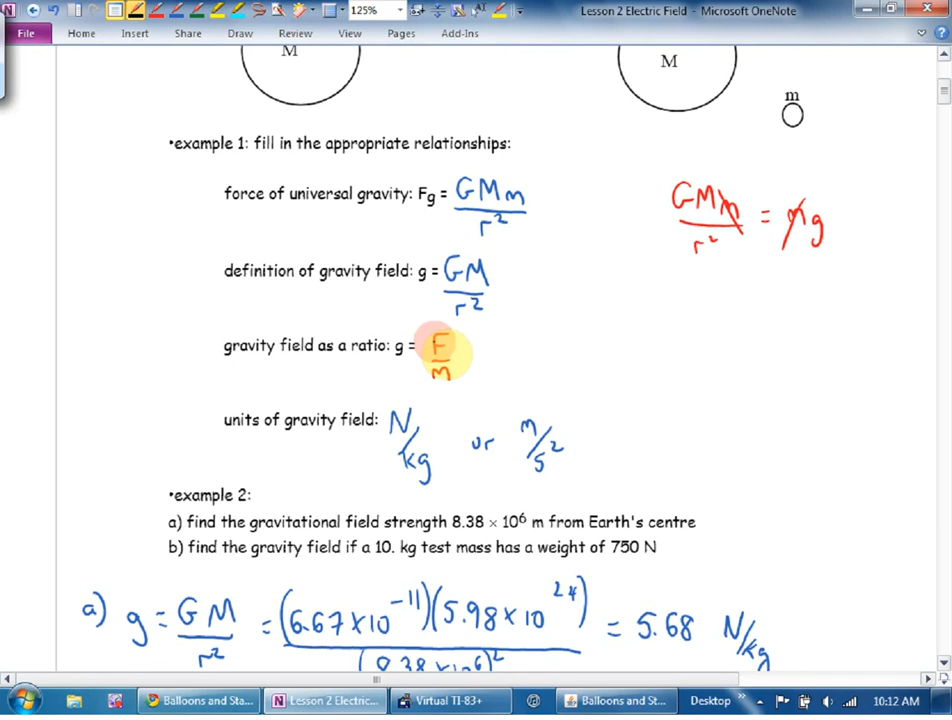 125%
Lesson 2 Electric Field - Microsoft OneNote
File Home Insert Share Draw Review View Pages Add-Ins
M M
m
•example 1: fill in the appropriate relationships:
force of universal gravity: Fg = GMm / r²
GMm / r² = mg
definition of gravity field: g = GM / r²
gravity field as a ratio: g = F / m
units of gravity field: N/kg or m/s²
•example 2:
a) find the gravitational field strength 8.38 × 10⁶ m from Earth's centre
b) find the gravity field if a 10. kg test mass has a weight of 750 N
a) g = GM / r² = (6.67×10⁻¹¹)(5.98×10²⁴) / (8.38×10⁶)² = 5.68 N/kg
Balloons and Sta... Lesson 2 Electric... Virtual TI-83+ Balloons and Sta... Desktop 10:12 AM